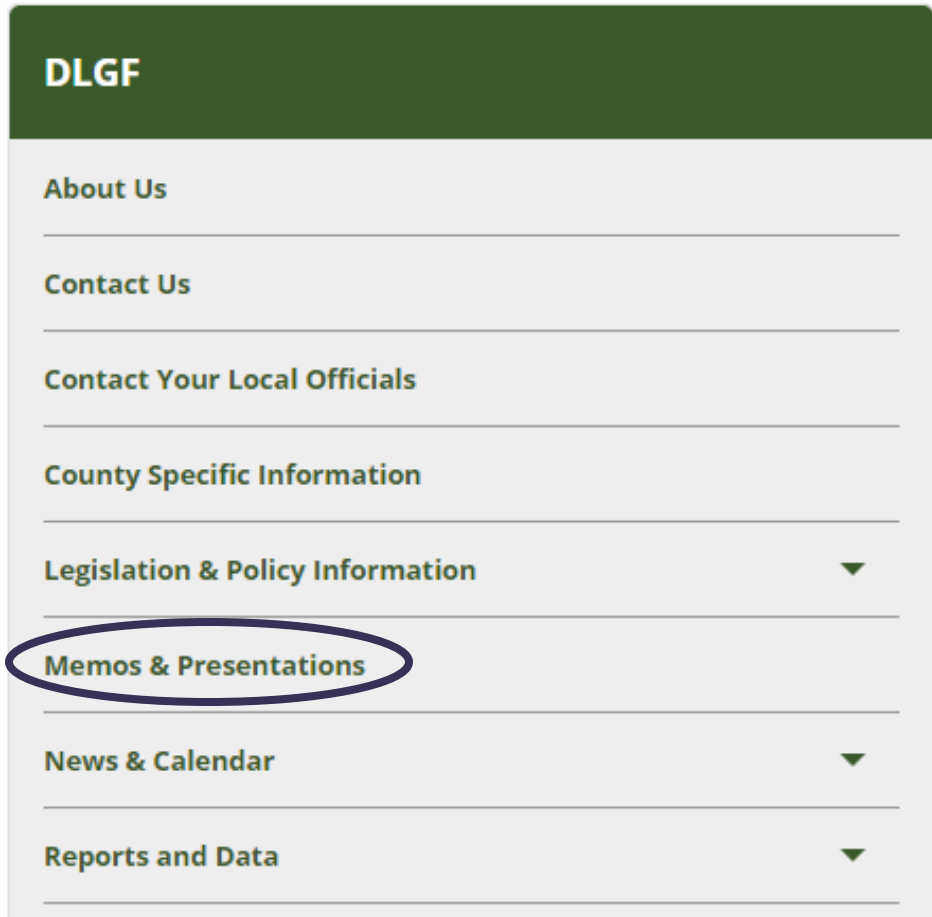 DLGF
About Us
Contact Us
Contact Your Local Officials
County Specific Information
Legislation & Policy Information
Memos & Presentations
News & Calendar
Reports and Data